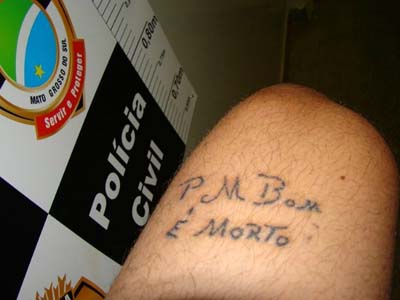 MATO GROSSO DO SUL
Servir e Proteger
Polícia
Civil
0,80m
0,70m
P M Bom
É MORTO